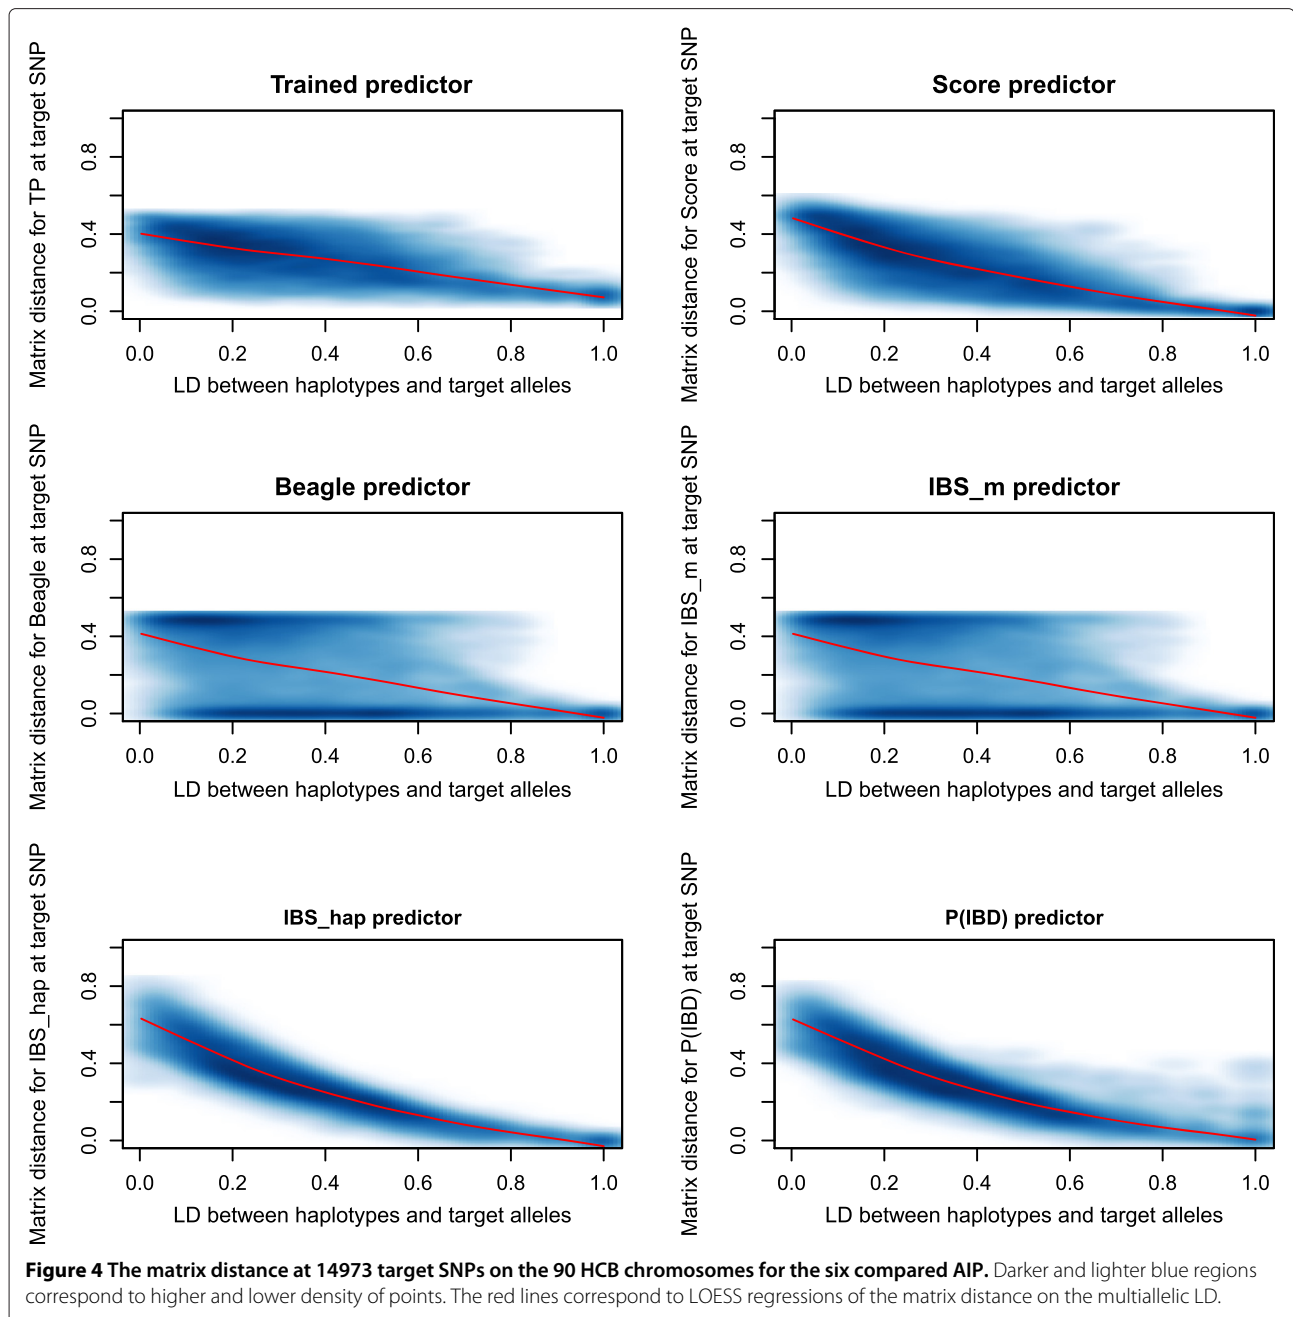 Trained predictor
Matrix distance for TP at target SNP
0.8
0.4
0.0
0.0 0.2 0.4 0.6 0.8 1.0
LD between haplotypes and target alleles
Score predictor
Matrix distance for Score at target SNP
0.8
0.4
0.0
0.0 0.2 0.4 0.6 0.8 1.0
LD between haplotypes and target alleles
Beagle predictor
Matrix distance for Beagle at target SNP
0.8
0.4
0.0
0.0 0.2 0.4 0.6 0.8 1.0
LD between haplotypes and target alleles
IBS_m predictor
Matrix distance for IBS_m at target SNP
0.8
0.4
0.0
0.0 0.2 0.4 0.6 0.8 1.0
LD between haplotypes and target alleles
IBS_hap predictor
Matrix distance for IBS_hap at target SNP
0.8
0.4
0.0
0.0 0.2 0.4 0.6 0.8 1.0
LD between haplotypes and target alleles
P(IBD) predictor
Matrix distance for P(IBD) at target SNP
0.8
0.4
0.0
0.0 0.2 0.4 0.6 0.8 1.0
LD between haplotypes and target alleles
Figure 4 The matrix distance at 14973 target SNPs on the 90 HCB chromosomes for the six compared AIP. Darker and lighter blue regions
correspond to higher and lower density of points. The red lines correspond to LOESS regressions of the matrix distance on the multiallelic LD.